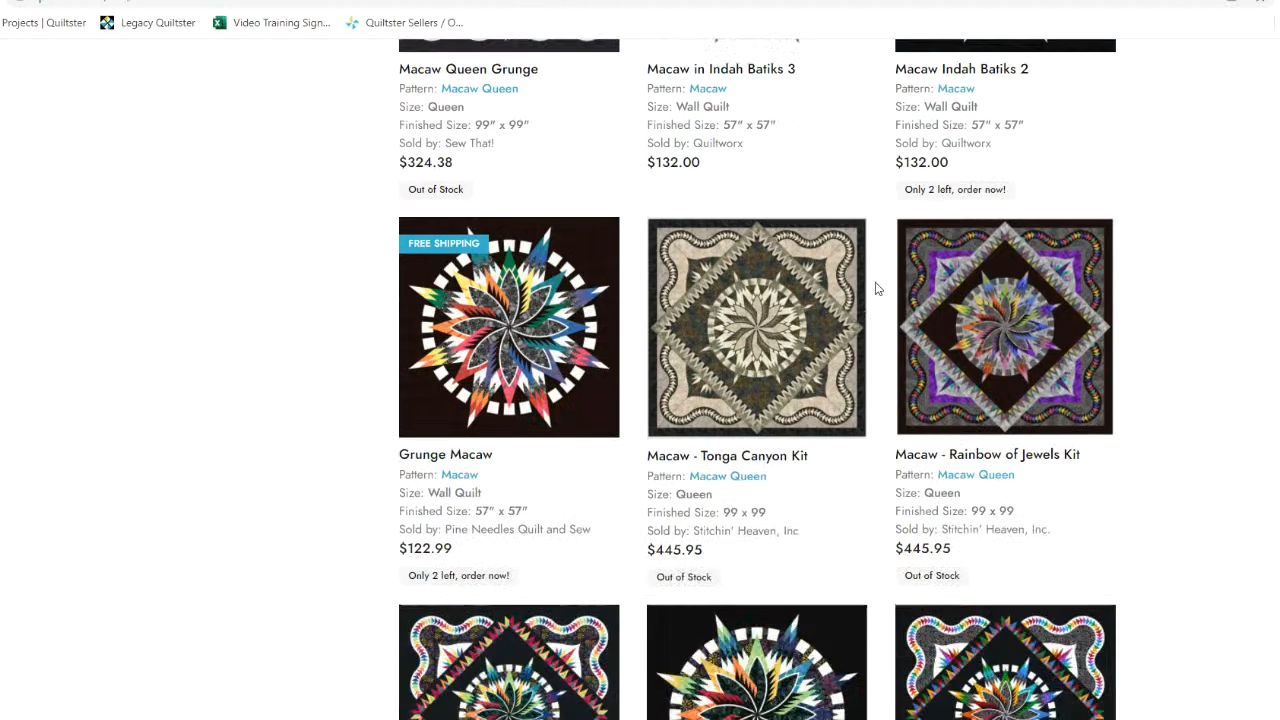 Projects | Quiltster
Legacy Quiltster
Video Training Sign...
Quiltster Sellers / O...
Macaw Queen Grunge
Pattern: Macaw Queen
Size: Queen
Finished Size: 99" x 99"
Sold by: Sew That!
$324.38
Out of Stock
Macaw in Indah Batiks 3
Pattern: Macaw
Size: Wall Quilt
Finished Size: 57" x 57"
Sold by: Quiltworx
$132.00
Macaw Indah Batiks 2
Pattern: Macaw
Size: Wall Quilt
Finished Size: 57" x 57"
Sold by: Quiltworx
$132.00
Only 2 left, order now!
FREE SHIPPING
Grunge Macaw
Pattern: Macaw
Size: Wall Quilt
Finished Size: 57" x 57"
Sold by: Pine Needles Quilt and Sew
$122.99
Only 2 left, order now!
Macaw - Tonga Canyon Kit
Pattern: Macaw Queen
Size: Queen
Finished Size: 99 x 99
Sold by: Stitchin' Heaven, Inc
$445.95
Out of Stock
Macaw - Rainbow of Jewels Kit
Pattern: Macaw Queen
Size: Queen
Finished Size: 99 x 99
Sold by: Stitchin' Heaven, Inc.
$445.95
Out of Stock